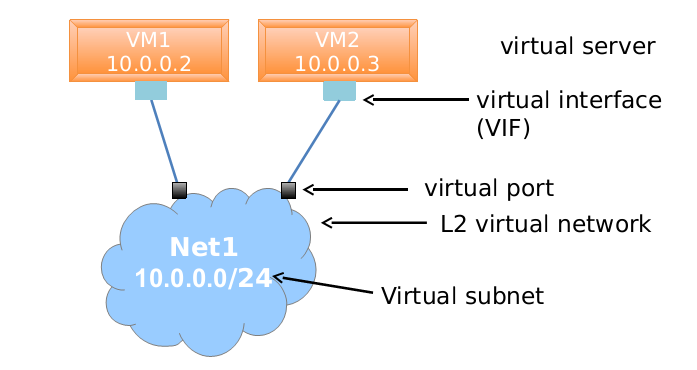 VM1
10.0.0.2
VM2
10.0.0.3
virtual server
virtual interface
(VIF)
virtual port
L2 virtual network
Net1
10.0.0.0/24
Virtual subnet